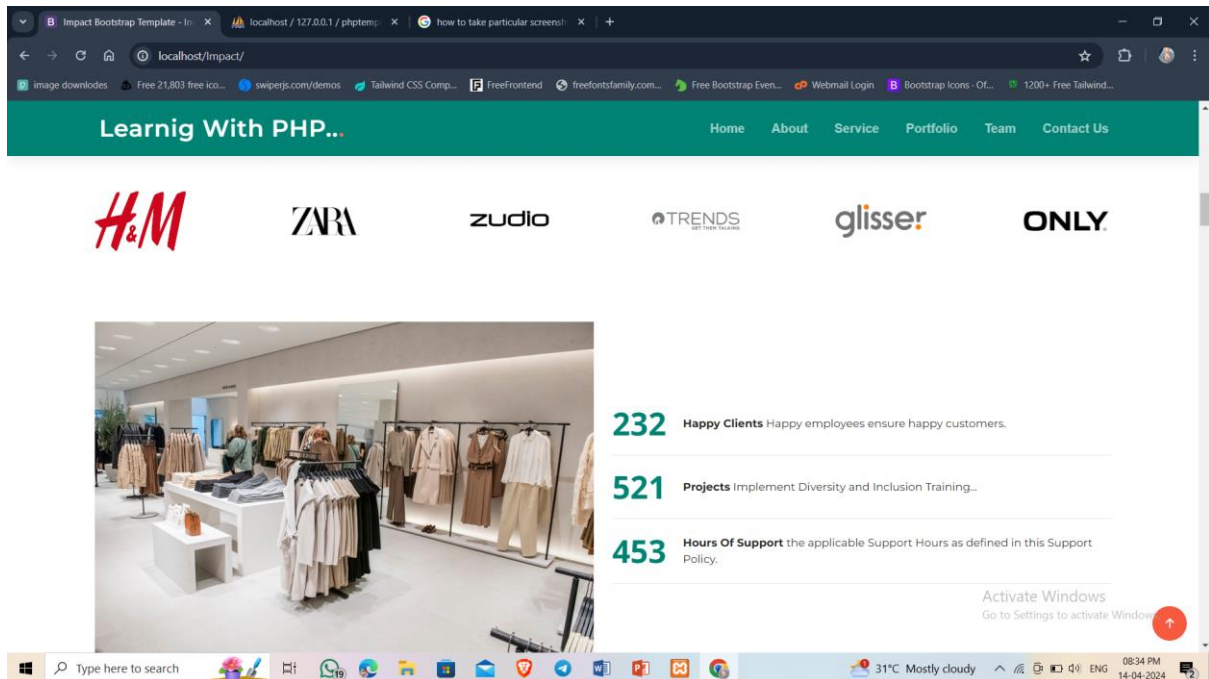 Impact Bootstrap Template - In
localhost / 127.0.0.1 / phptemp
how to take particular screensh
localhost/Impact/
image downlodes
Free 21,803 free ico...
swiperjs.com/demos
Tailwind CSS Comp...
FreeFrontend
freefontsfamily.com...
Free Bootstrap Even...
Webmail Login
Bootstrap Icons · Of...
1200+ Free Tailwind...
Learnig With PHP...
Home About Service Portfolio Team Contact Us
H&M
ZARA
zudio
TRENDS
GET THEM TALKING
glisser
ONLY
232 Happy Clients Happy employees ensure happy customers.
521 Projects Implement Diversity and Inclusion Training...
453 Hours Of Support the applicable Support Hours as defined in this Support
Policy.
Activate Windows
Go to Settings to activate Window
Type here to search
19
31°C Mostly cloudy
ENG
08:34 PM
14-04-2024
2